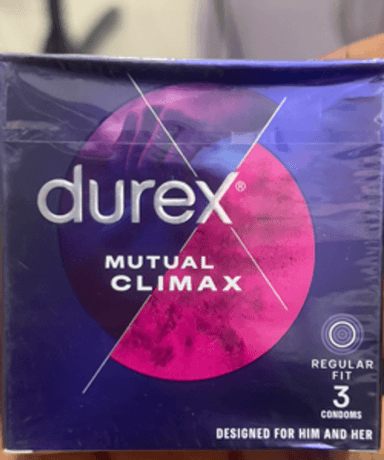 durex®
MUTUAL
CLIMAX
REGULAR
FIT
3
CONDOMS
DESIGNED FOR HIM AND HER